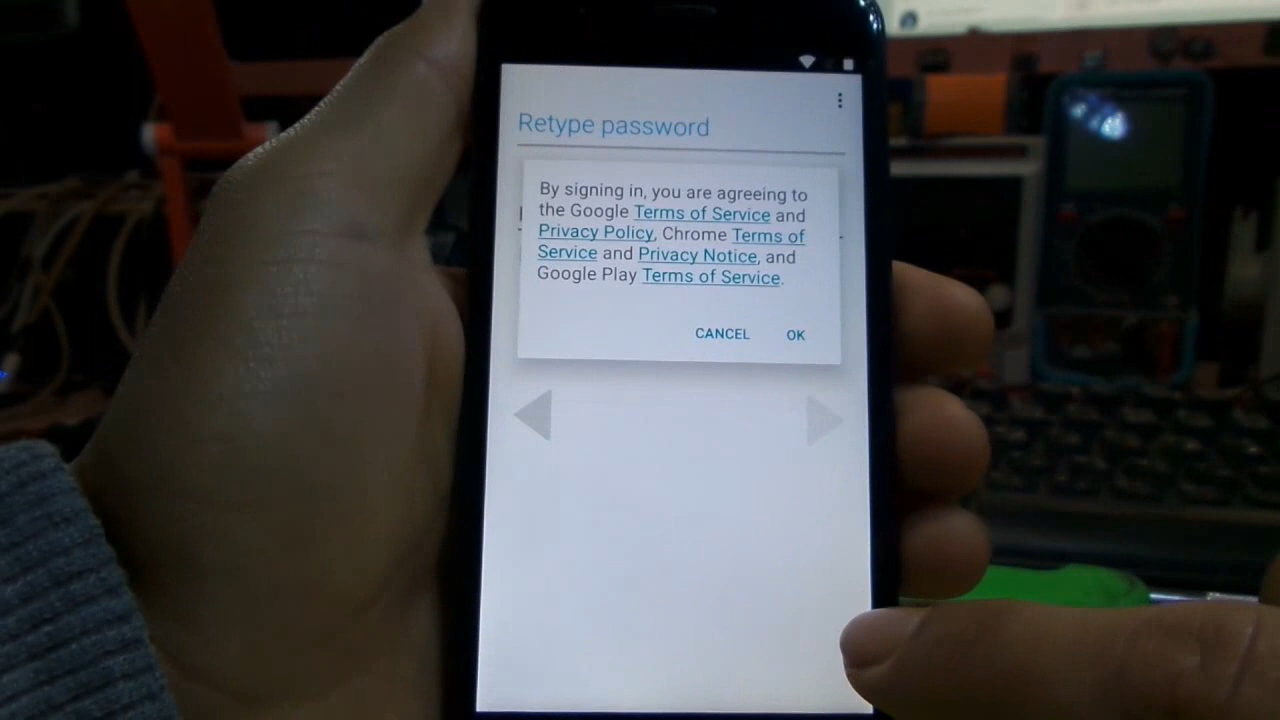 Retype password
By signing in, you are agreeing to
the Google Terms of Service and
Privacy Policy, Chrome Terms of
Service and Privacy Notice, and
Google Play Terms of Service.
CANCEL OK